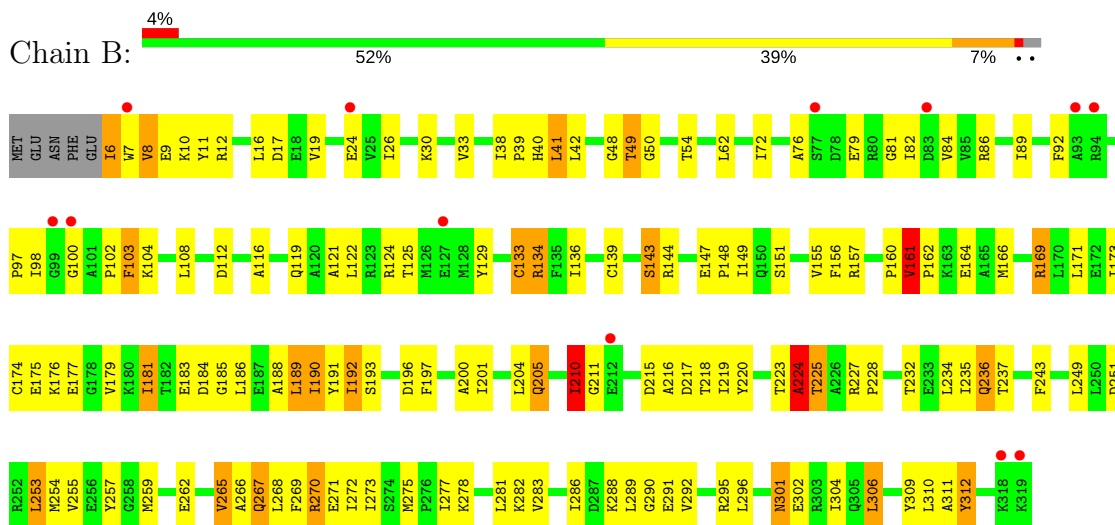 4%
Chain B:
52% 39% 7% • •
MET GLU ASN PHE GLU I6 W7 V8 E9 K10 Y11 R12 L16 D17 E18 V19 E24 V25 I26 K30 V33 I38 P39 H40 L41 L42 G48 T49 G50 T54 L62 I72 A76 S77 D78 E79 R80 G81 I82 D83 V84 V85 R86 I89 F92 A93 R94
P97 I98 G99 G100 A101 P102 F103 K104 L108 D112 A116 Q119 A120 A121 L122 R123 R124 T125 M126 E127 M128 Y129 C133 R134 F135 I136 C139 S143 R144 E147 P148 I149 Q150 S151 V155 F156 R157 P160 V161 P162 K163 E164 A165 M166 R169 L170 L171 E172 I173
C174 E175 K176 E177 G178 V179 K180 I181 T182 E183 D184 G185 L186 E187 A188 L189 I190 Y191 I192 S193 D196 F197 A200 I201 L204 Q205 I210 G211 E212 D215 A216 D217 T218 I219 Y220 T223 A224 T225 A226 R227 P228 T232 E233 L234 I235 Q236 T237 F243 L249 L250
R252 L253 M254 V255 E256 Y257 G258 M259 E262 V265 A266 Q267 L268 F269 R270 E271 I272 I273 S274 M275 P276 I277 K278 L281 K282 V283 I286 D287 K288 L289 G290 E291 V292 R295 L296 N301 E302 R303 I304 Q305 L306 Y309 L310 A311 Y312 K318 K319